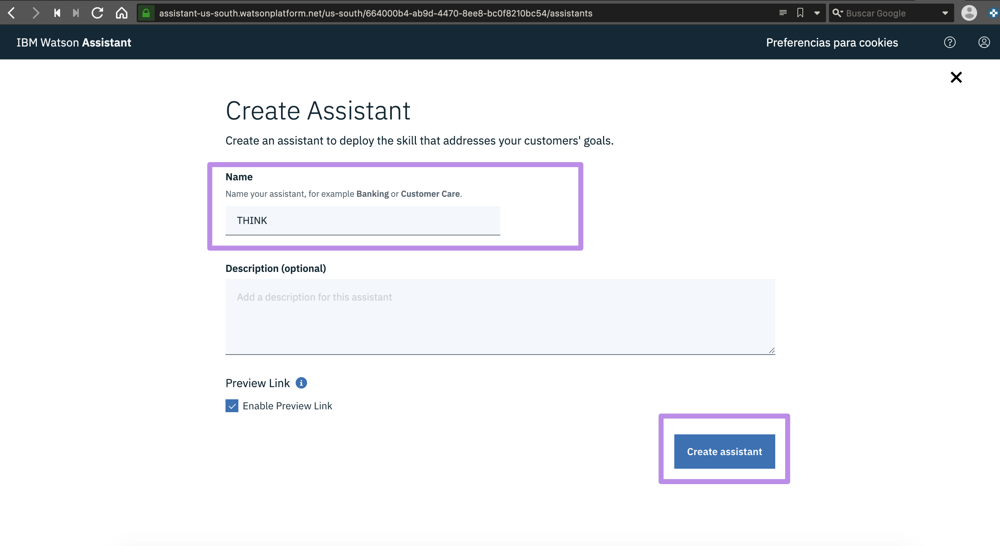 assistant-us-south.watsonplatform.net/us-south/664000b4-ab9d-4470-8ee8-bc0f8210bc54/assistants
Buscar Google
IBM Watson Assistant
Preferencias para cookies
Create Assistant
Create an assistant to deploy the skill that addresses your customers' goals.
Name
Name your assistant, for example Banking or Customer Care.
THINK
Description (optional)
Add a description for this assistant
Preview Link
Enable Preview Link
Create assistant